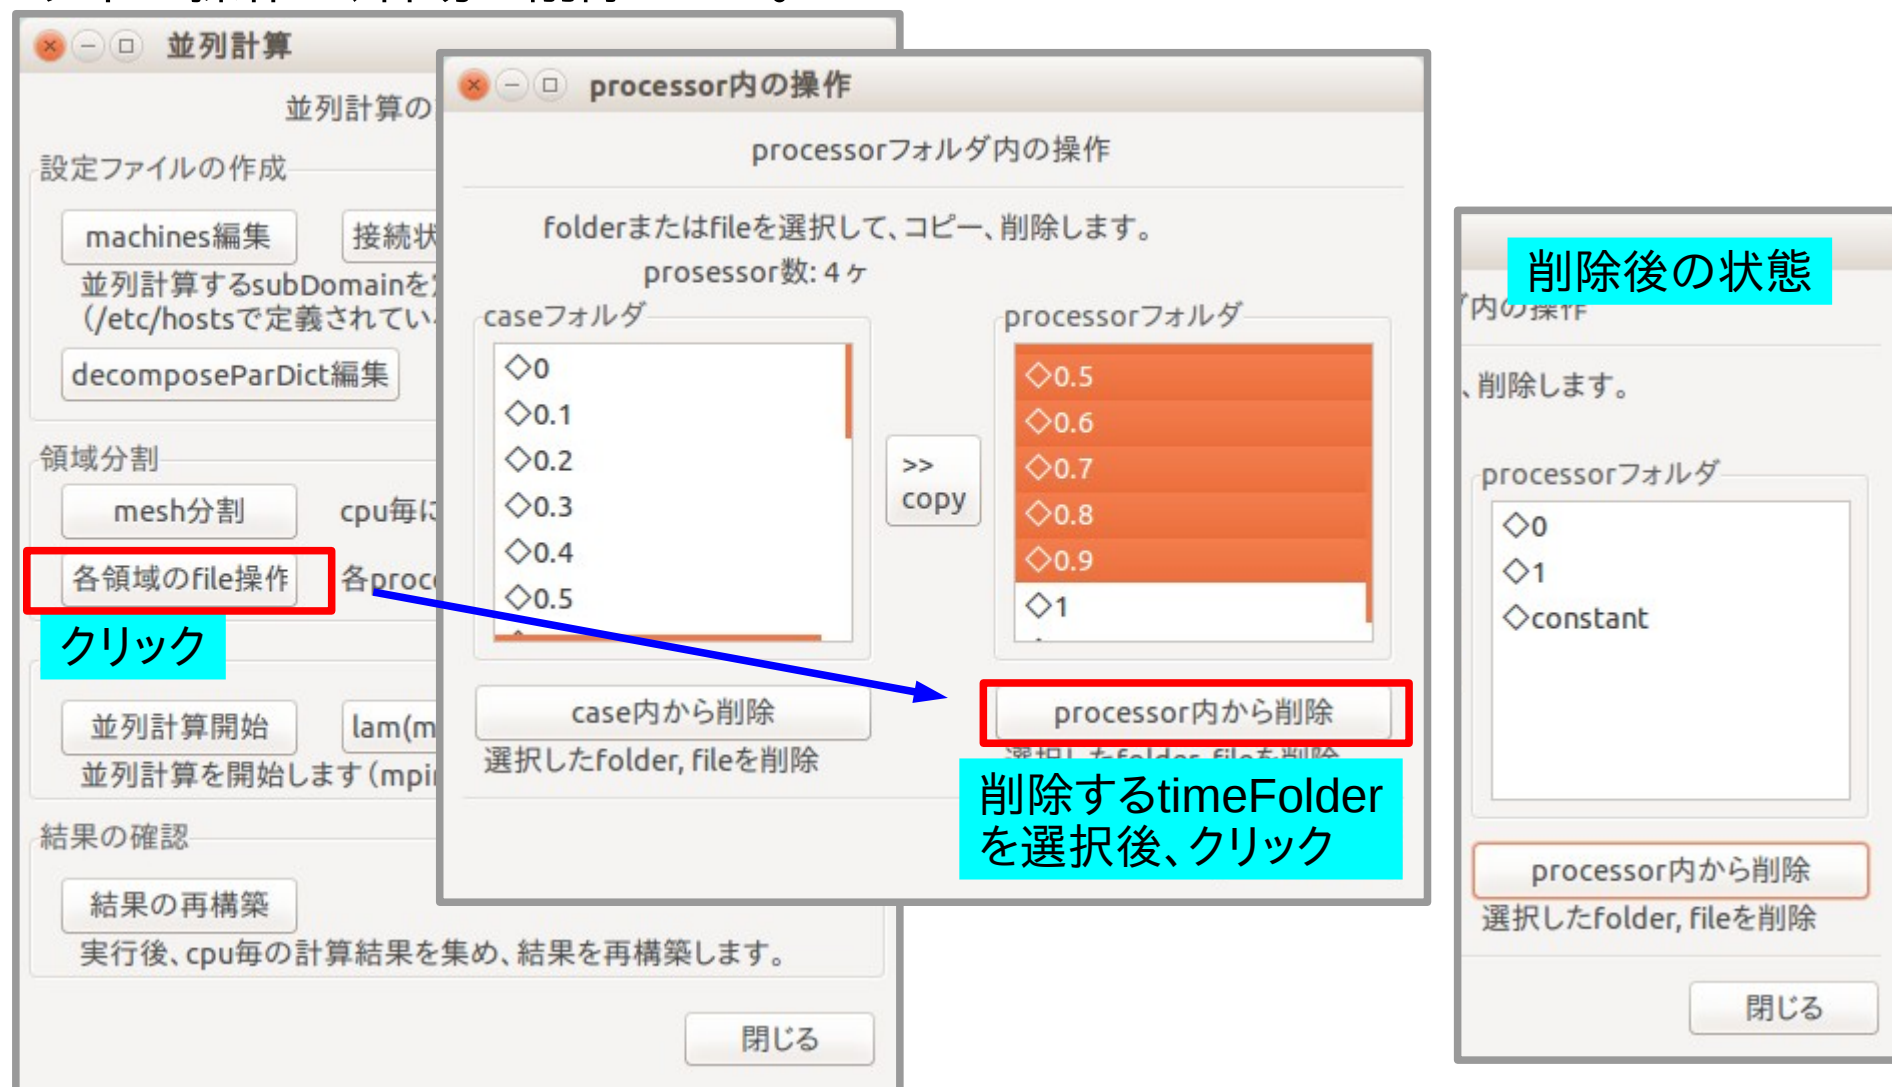 並列計算
並列計算の
設定ファイルの作成
machines編集
接続状
並列計算するsubDomainを
（/etc/hostsで定義されてい
decomposeParDict編集
領域分割
mesh分割
cpu毎に
各領域のfile操作
各proc
クリック
並列計算開始
lam(m
並列計算を開始します（mpi
結果の確認
結果の再構築
実行後、cpu毎の計算結果を集め、結果を再構築します。
閉じる
processor内の操作
processorフォルダ内の操作
folderまたはfileを選択して、コピー、削除します。
prosessor数: 4 ヶ
caseフォルダ
◇0
◇0.1
◇0.2
◇0.3
◇0.4
◇0.5
>>
copy
processorフォルダ
◇0.5
◇0.6
◇0.7
◇0.8
◇0.9
◇1
case内から削除
選択したfolder, fileを削除
processor内から削除
選択したfolder, fileを削除
削除するtimeFolder
を選択後、クリック
削除後の状態
内の操作
、削除します。
processorフォルダ
◇0
◇1
◇constant
processor内から削除
選択したfolder, fileを削除
閉じる